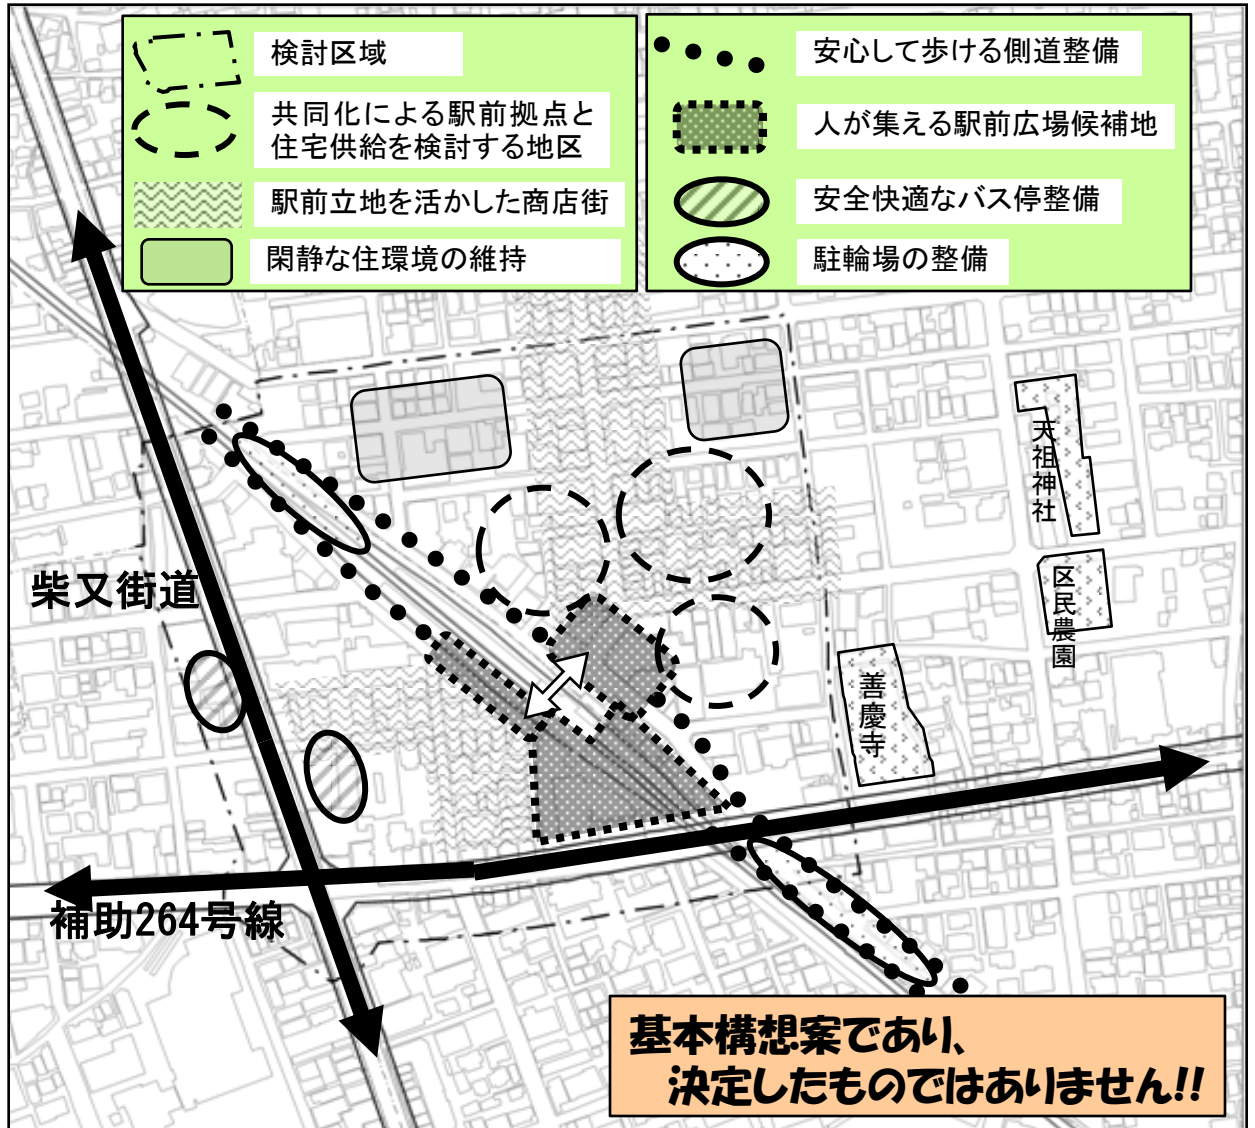 検討区域
共同化による駅前拠点と
住宅供給を検討する地区
駅前立地を活かした商店街
閑静な住環境の維持
安心して歩ける側道整備
人が集える駅前広場候補地
安全快適なバス停整備
駐輪場の整備
天祖神社
区民農園
善慶寺
柴又街道
補助264号線
基本構想案であり、
決定したものではありません!!